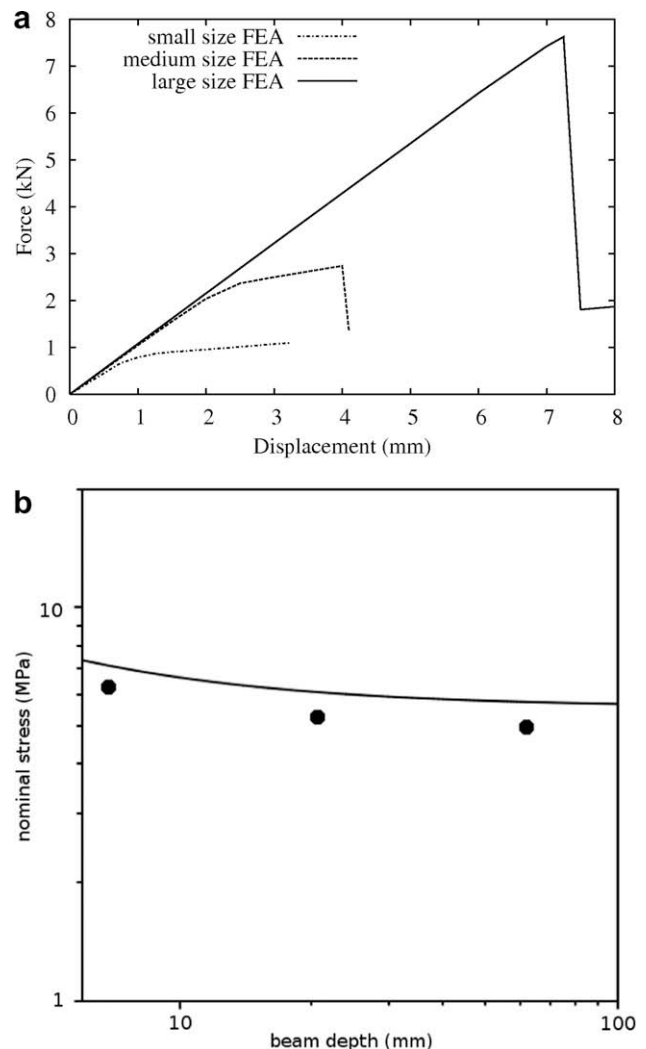 a
8
7
6
5
4
3
2
1
0
Force (kN)
small size FEA
medium size FEA
large size FEA
0 1 2 3 4 5 6 7 8
Displacement (mm)
b
10
1
nominal stress (MPa)
10 100
beam depth (mm)